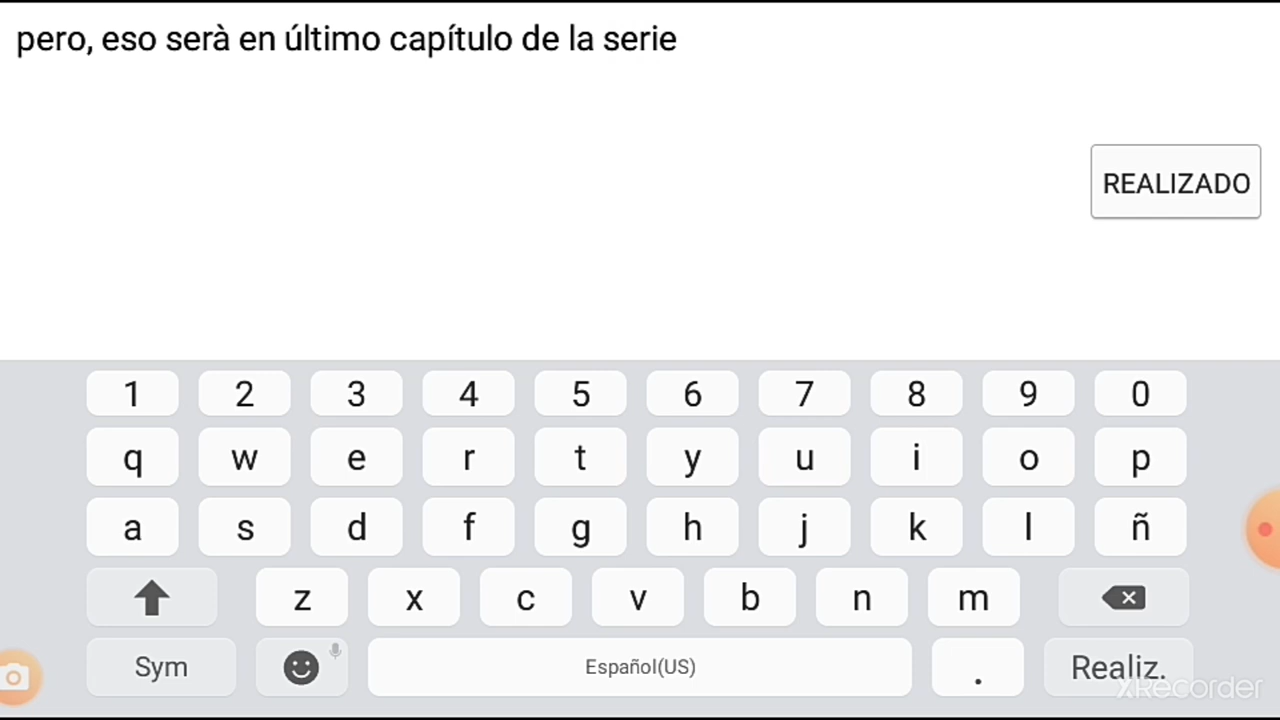 pero, eso serà en último capítulo de la serie
REALIZADO
1 2 3 4 5 6 7 8 9 0
q w e r t y u i o p
a s d f g h j k l ñ
z x c v b n m
Sym Español(US) . Realiz.
XRecorder